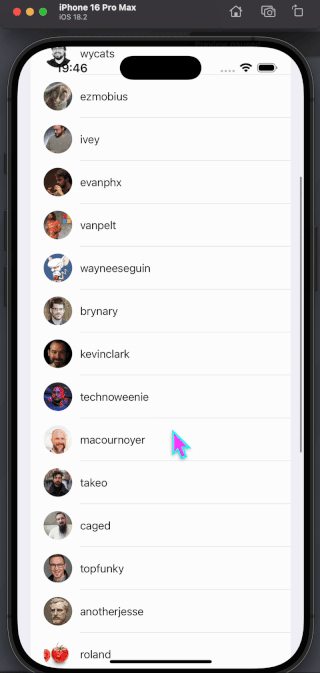 iPhone 16 Pro Max
iOS 18.2
wycats
19:46
ezmobius
ivey
evanphx
vanpelt
wayneeseguin
brynary
kevinclark
technoweenie
macournoyer
takeo
caged
topfunky
anotherjesse
roland